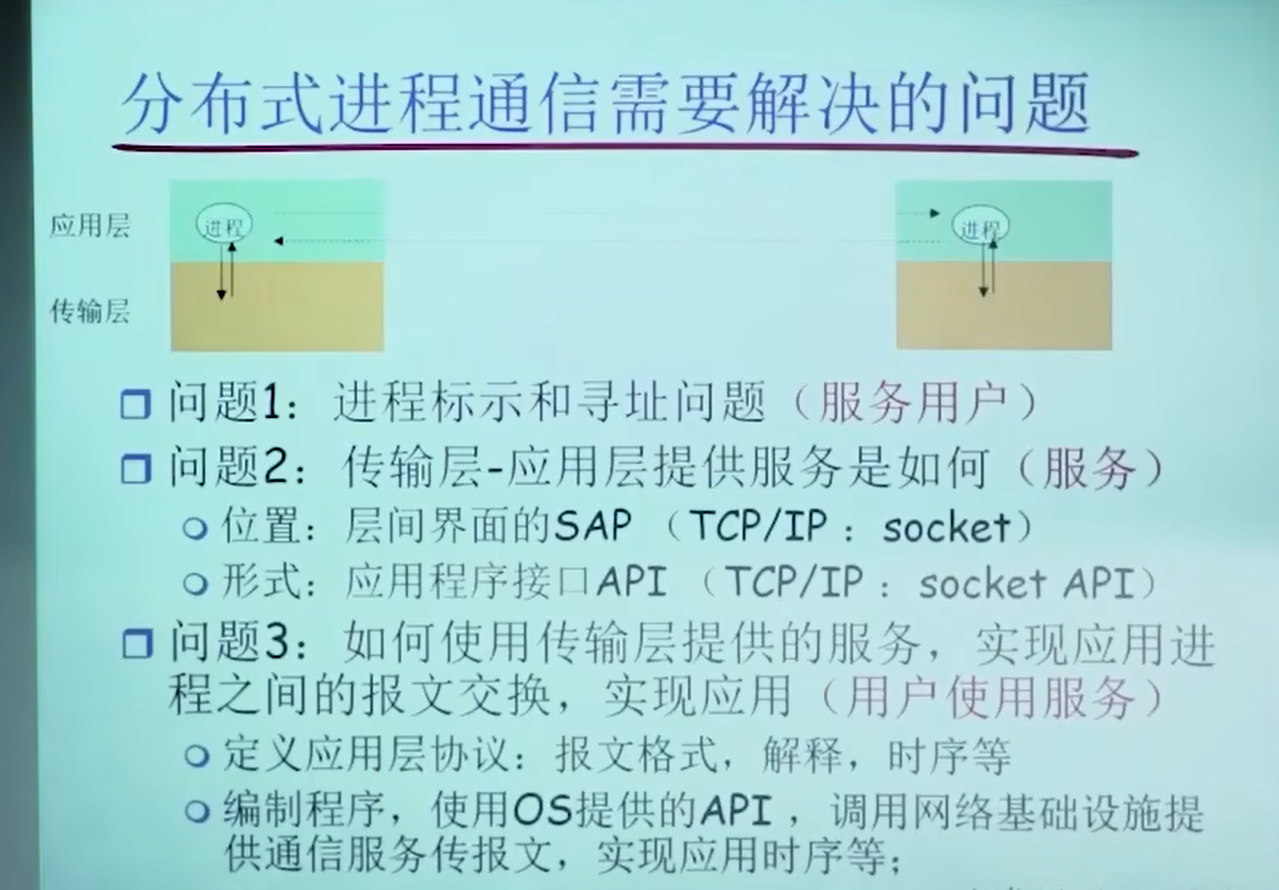 分布式进程通信需要解决的问题
应用层
进程
进程
传输层
问题1：进程标示和寻址问题（服务用户）
问题2：传输层-应用层提供服务是如何（服务）
位置：层间界面的SAP （TCP/IP ：socket）
形式：应用程序接口API （TCP/IP ：socket API）
问题3：如何使用传输层提供的服务，实现应用进
程之间的报文交换，实现应用（用户使用服务）
定义应用层协议：报文格式，解释，时序等
编制程序，使用OS提供的API ，调用网络基础设施提
供通信服务传报文，实现应用时序等；